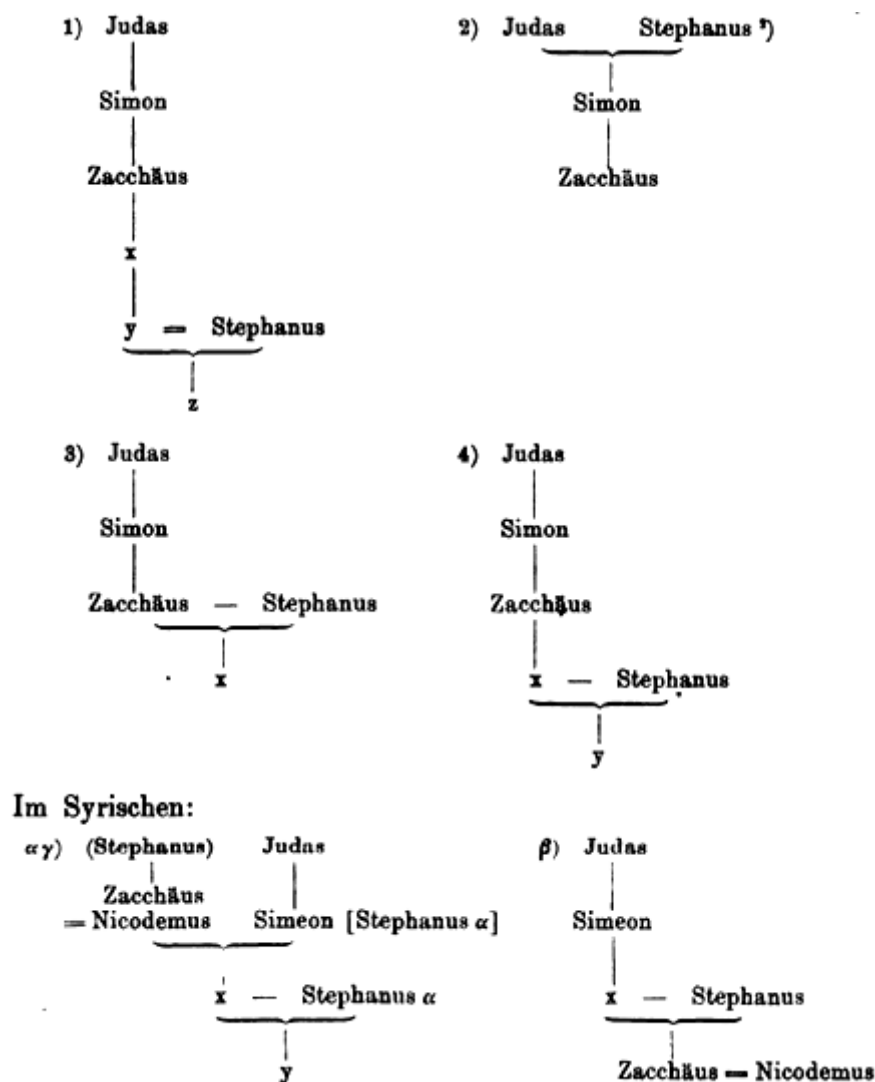 1) Judas 2) Judas Stephanus ²)
Simon Simon
Zacchäus Zacchäus
x
y = Stephanus
z
3) Judas 4) Judas
Simon Simon
Zacchäus — Stephanus Zacchäus
x x — Stephanus
y
Im Syrischen:
αγ) (Stephanus) Judas β) Judas
Zacchäus
= Nicodemus Simeon [Stephanus α] Simeon
x — Stephanus α x — Stephanus
y Zacchäus = Nicodemus